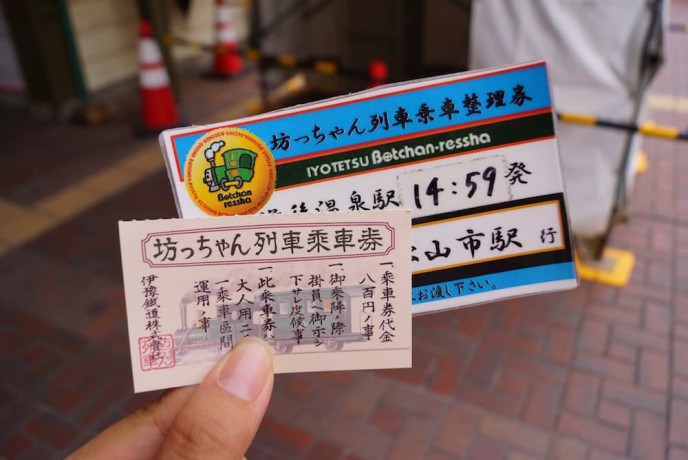 坊っちゃん列車乗車整理券
IYOTETSU Botchan-ressha
Botchan
ressha
後温泉駅 14:59 発
山市駅 行
お渡し下さい。
坊っちゃん列車乗車券
一、乗車券代金
八百円ノ事
一、御乗降ノ際
掛員ヘ御示シ
下サレ度候事
一、此乗車券ハ
大人用ニ
一乗車区間
運用ノ事
伊豫鐵道株式會社